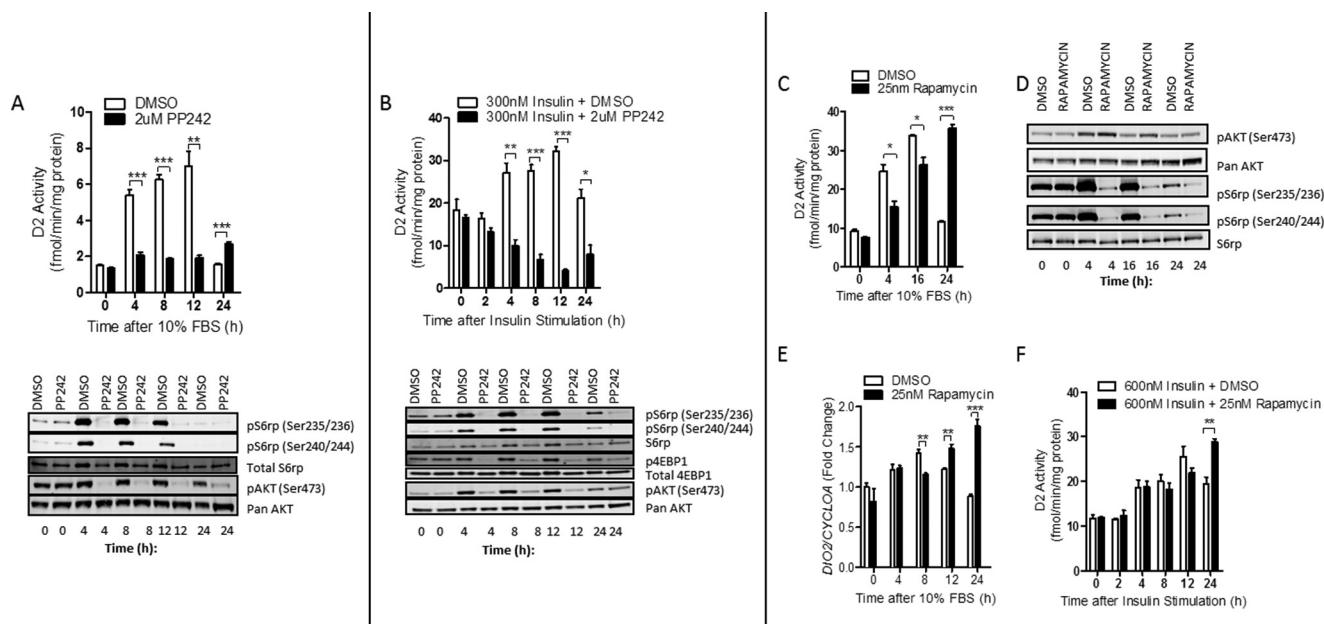 A
DMSO
2uM PP242
D2 Activity
(fmol/min/mg protein)
10
8
6
4
2
0
***
***
**
***
0 4 8 12 24
Time after 10% FBS (h)
DMSO PP242 DMSO PP242 DMSO PP242 DMSO PP242 DMSO PP242
pS6rp (Ser235/236)
pS6rp (Ser240/244)
Total S6rp
pAKT (Ser473)
Pan AKT
0 0 4 4 8 8 12 12 24 24
Time (h):
B
300nM Insulin + DMSO
300nM Insulin + 2uM PP242
D2 Activity
(fmol/min/mg protein)
40
30
20
10
0
**
***
***
*
0 2 4 8 12 24
Time after Insulin Stimulation (h)
DMSO PP242 DMSO PP242 DMSO PP242 DMSO PP242 DMSO PP242
pS6rp (Ser235/236)
pS6rp (Ser240/244)
S6rp
p4EBP1
Total 4EBP1
pAKT (Ser473)
Pan AKT
0 0 4 4 8 8 12 12 24 24
Time (h):
C
DMSO
25nm Rapamycin
D2 Activity
(fmol/min/mg protein)
50
40
30
20
10
0
*
*
***
0 4 16 24
Time after 10% FBS (h)
D
DMSO RAPAMYCIN DMSO RAPAMYCIN DMSO RAPAMYCIN DMSO RAPAMYCIN
pAKT (Ser473)
Pan AKT
pS6rp (Ser235/236)
pS6rp (Ser240/244)
S6rp
0 0 4 4 16 16 24 24
Time (h):
E
DMSO
25nM Rapamycin
DIO2/CYCLOA (Fold Change)
2.0
1.5
1.0
0.5
0.0
**
**
***
0 4 8 12 24
Time after 10% FBS (h)
F
600nM Insulin + DMSO
600nM Insulin + 25nM Rapamycin
D2 Activity
(fmol/min/mg protein)
40
30
20
10
0
**
0 2 4 8 12 24
Time after Insulin Stimulation (h)